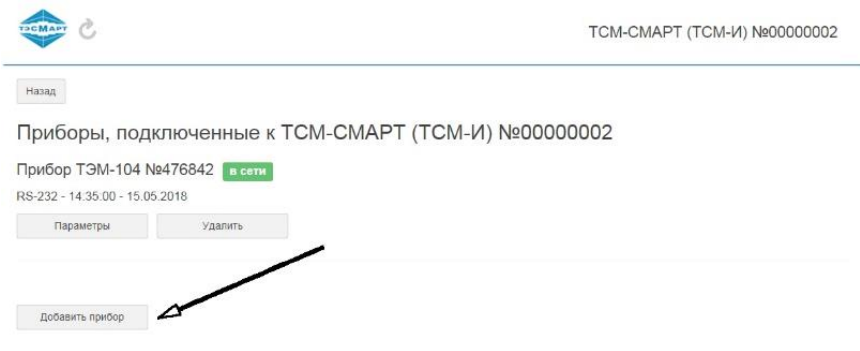 ТЭСМАРТ
ТСМ-СМАРТ (ТСМ-И) №00000002
Назад
Приборы, подключенные к ТСМ-СМАРТ (ТСМ-И) №00000002
Прибор ТЭМ-104 №476842 в сети
RS-232 - 14:35:00 - 15.05.2018
Параметры Удалить
Добавить прибор